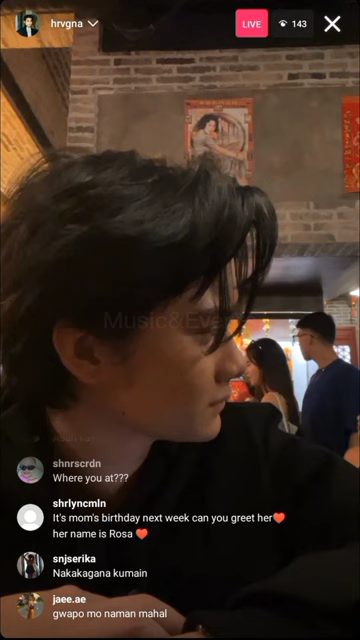 hrvgna
LIVE
143
Where you at???
shnrscrdn
shrlyncmln
It's mom's birthday next week can you greet her❤️
her name is Rosa ❤️
snjserika
Nakakagana kumain
jaee.ae
gwapo mo naman mahal